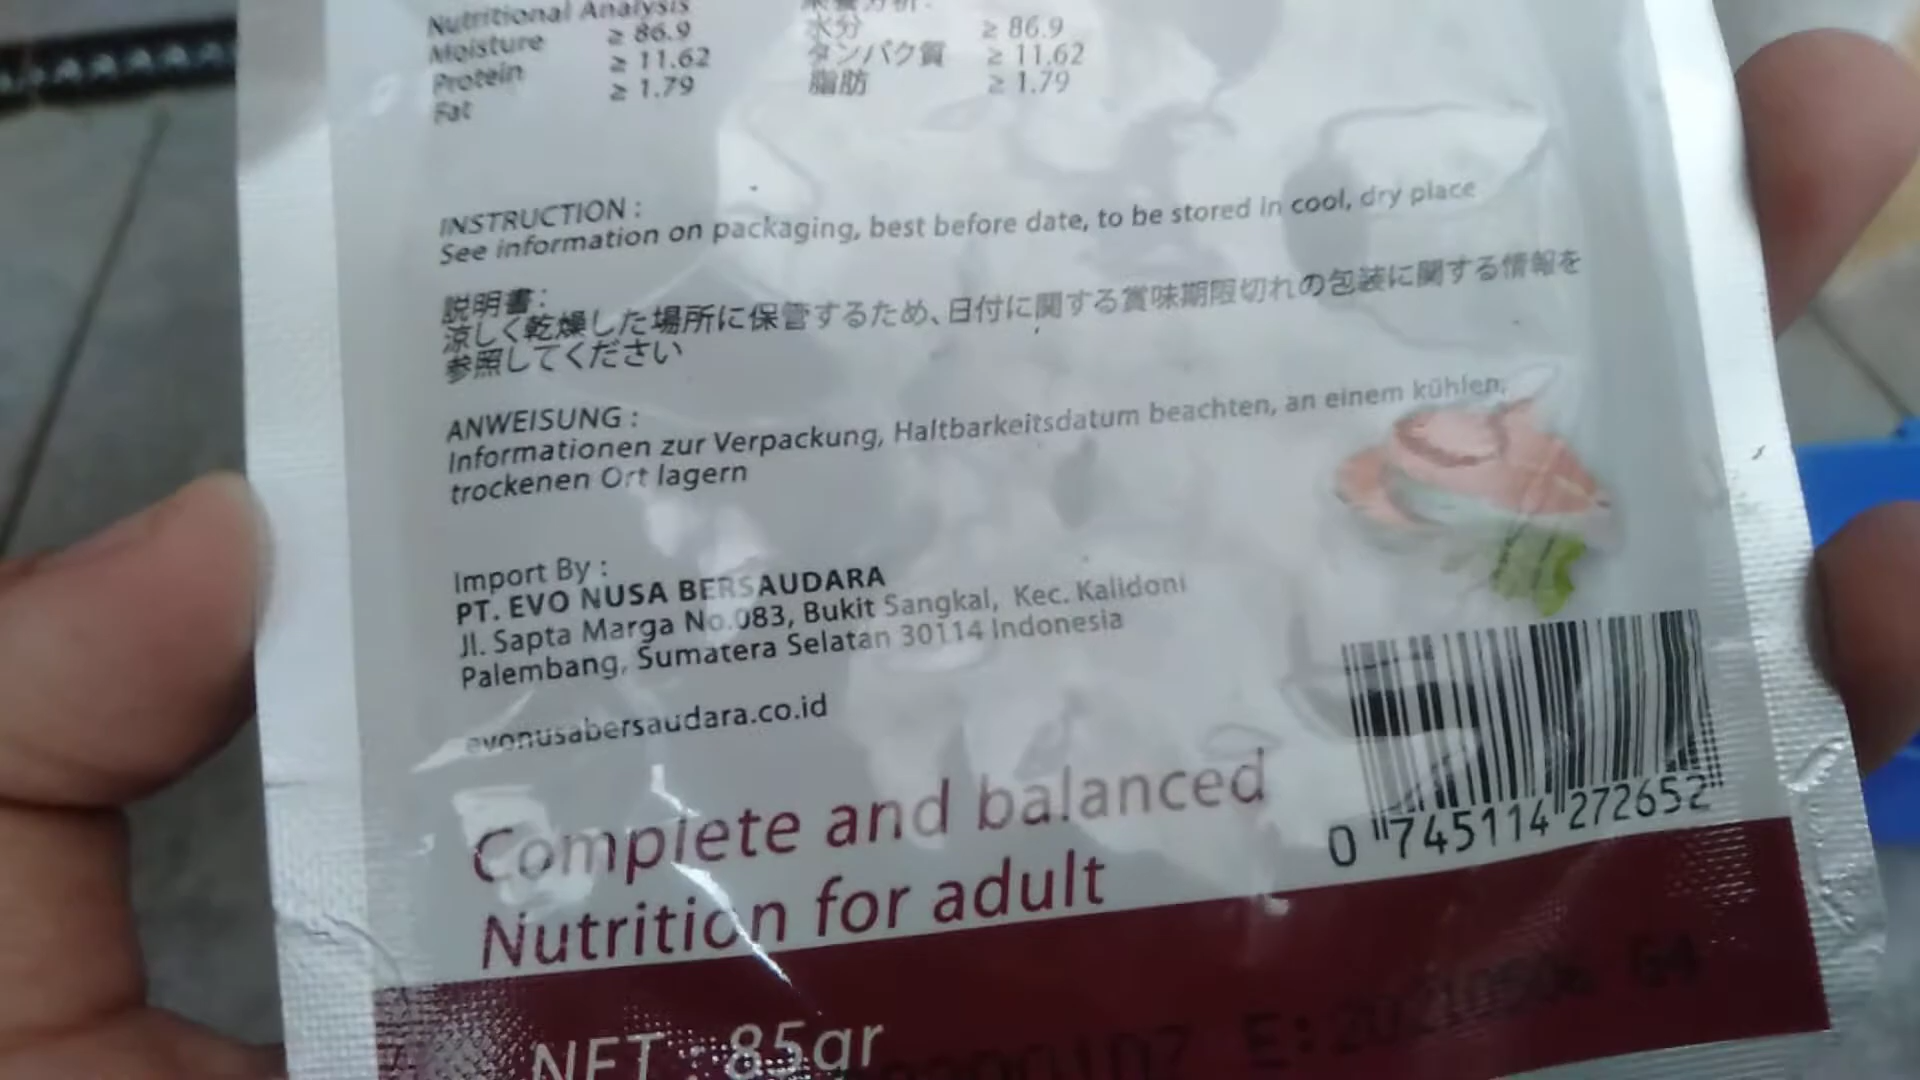 Nutritional Analysis
Moisture ≥ 86.9
Protein ≥ 11.62
Fat ≥ 1.79
水分 ≥ 86.9
タンパク質 ≥ 11.62
脂肪 ≥ 1.79
INSTRUCTION :
See information on packaging, best before date, to be stored in cool, dry place
説明書:
涼しく乾燥した場所に保管するため、日付に関する賞味期限切れの包装に関する情報を
参照してください
ANWEISUNG :
Informationen zur Verpackung, Haltbarkeitsdatum beachten, an einem kühlen,
trockenen Ort lagern
Import By :
PT. EVO NUSA BERSAUDARA
Jl. Sapta Marga No.083, Bukit Sangkal, Kec. Kalidoni
Palembang, Sumatera Selatan 30114 Indonesia
evonusabersaudara.co.id
Complete and balanced
Nutrition for adult
0 745114 272652
NET : 85gr